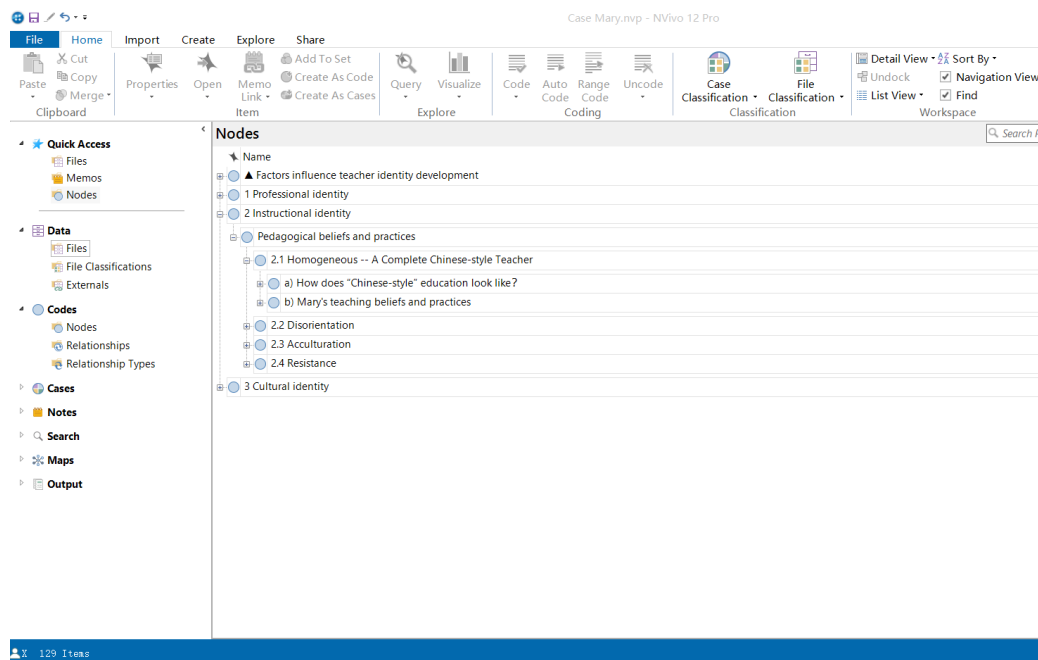 Case Mary.nvp - NVivo 12 Pro
File Home Import Create Explore Share
Paste
Cut
Copy
Merge
Clipboard
Properties
Open
Memo
Link
Add To Set
Create As Code
Create As Cases
Item
Query
Visualize
Explore
Code
Auto
Code
Range
Code
Uncode
Coding
Case
Classification
File
Classification
Classification
Detail View
Sort By
Undock
Navigation View
List View
Find
Workspace
Quick Access
Files
Memos
Nodes
Data
Files
File Classifications
Externals
Codes
Nodes
Relationships
Relationship Types
Cases
Notes
Search
Maps
Output
Nodes
Search
Name
▲ Factors influence teacher identity development
1 Professional identity
2 Instructional identity
Pedagogical beliefs and practices
2.1 Homogeneous -- A Complete Chinese-style Teacher
a) How does "Chinese-style" education look like?
b) Mary's teaching beliefs and practices
2.2 Disorientation
2.3 Acculturation
2.4 Resistance
3 Cultural identity
X 129 Items